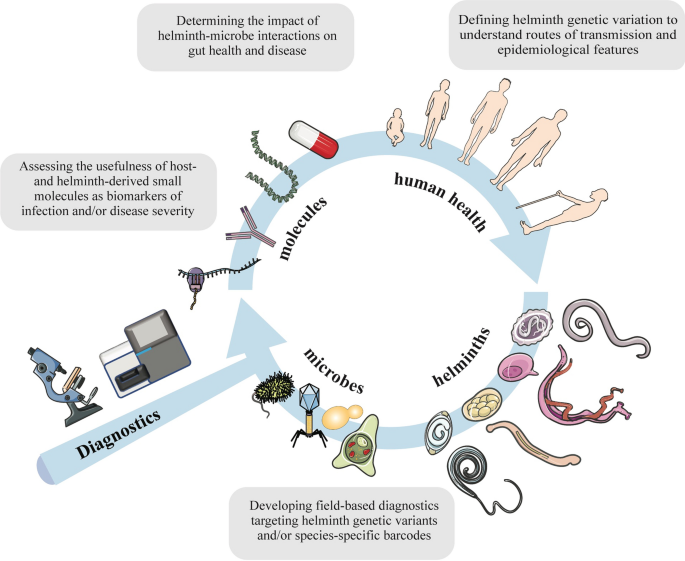 Determining the impact of
helminth-microbe interactions on
gut health and disease
Defining helminth genetic variation to
understand routes of transmission and
epidemiological features
Assessing the usefulness of host-
and helminth-derived small
molecules as biomarkers of
infection and/or disease severity
molecules
human health
microbes
helminths
Diagnostics
Developing field-based diagnostics
targeting helminth genetic variants
and/or species-specific barcodes